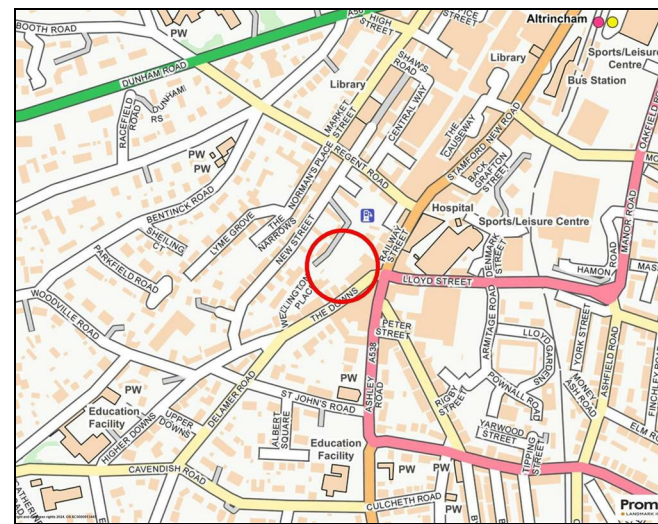 BOOTH ROAD
PW
A56
HIGH
STREET
Altrincham
DUNHAM ROAD
SHAW'S
ROAD
Library
Library
Sports/Leisure
Centre
Bus Station
OAKFIELD
RACEFIELD
ROAD
DUNHAM
RS
MARKET
STREET
CENTRAL WAY
THE
CAUSEWAY
STAMFORD NEW ROAD
PW
PW
NORMAN'S PLACE
REGENT ROAD
BACK
GRAFTON
STREET
BENTINCK ROAD
MANOR ROAD
LYME GROVE
THE
NARROWS
NEW STREET
Hospital
Sports/Leisure Centre
SHEILING
CT
PARKFIELD ROAD
RAILWAY
STREET
DENMARK
STREET
HAMON
ROAD
WOODVILLE ROAD
WELLINGTON
PLACE
THE DOWNS
LLOYD STREET
PETER
STREET
ARMITAGE ROAD
LLOYD
GARDENS
YORK STREET
ASHFIELD
ROAD
PW
DELAMER ROAD
ASHLEY
ROAD
A538
RIGBY
STREET
POWNALL ROAD
MONEY
ASH ROAD
FINCHLEY
PW
ST JOHN'S ROAD
Education
Facility
UPPER
DOWNS
HIGHER DOWNS
ALBERT
SQUARE
YARWOOD
STREET
TIPPING
STREET
Education
Facility
CAVENDISH ROAD
PW
PW
CULCHETH ROAD
PW
Prom
LANDMARK